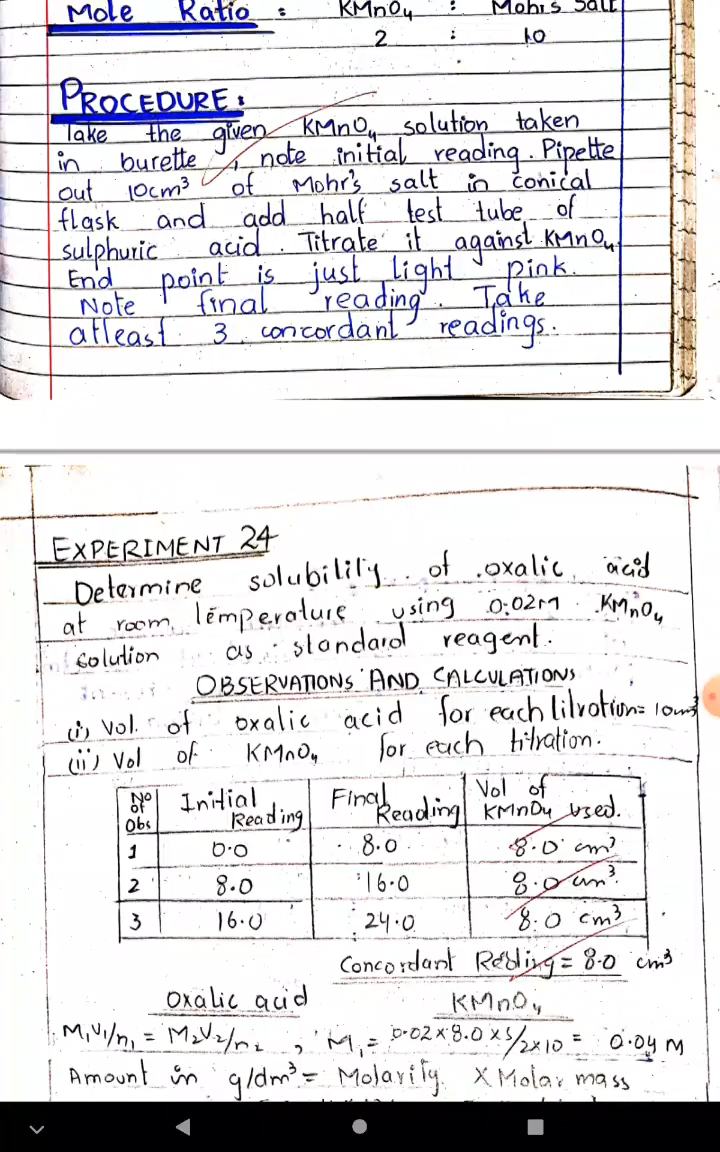 Mole Ratio : KMnO4 : Mohr's Salt
2 : 10
PROCEDURE:
Take the given KMnO4 solution taken
in burette, note initial reading. Pipette
out 10cm³ of Mohr's salt in conical
flask and add half test tube of
sulphuric acid. Titrate it against KMnO4
End point is just light pink.
Note final reading. Take
atleast 3 concordant readings.
EXPERIMENT 24
Determine solubility of oxalic acid
at room temperature using 0.02M KMnO4
solution as standard reagent.
OBSERVATIONS AND CALCULATIONS
(i) Vol. of oxalic acid for each titration = 10cm³
(ii) Vol of KMnO4 for each titration.
No of Obs Initial Reading Final Reading Vol of KMnO4 used.
1 0.0 8.0 8.0 cm³
2 8.0 16.0 8.0 cm³
3 16.0 24.0 8.0 cm³
Concordant Reading = 8.0 cm³
Oxalic acid KMnO4
M1V1/n1 = M2V2/n2 , M1 = 0.02x8.0x5/2x10 = 0.04 M
Amount in g/dm³ = Molarity X Molar mass